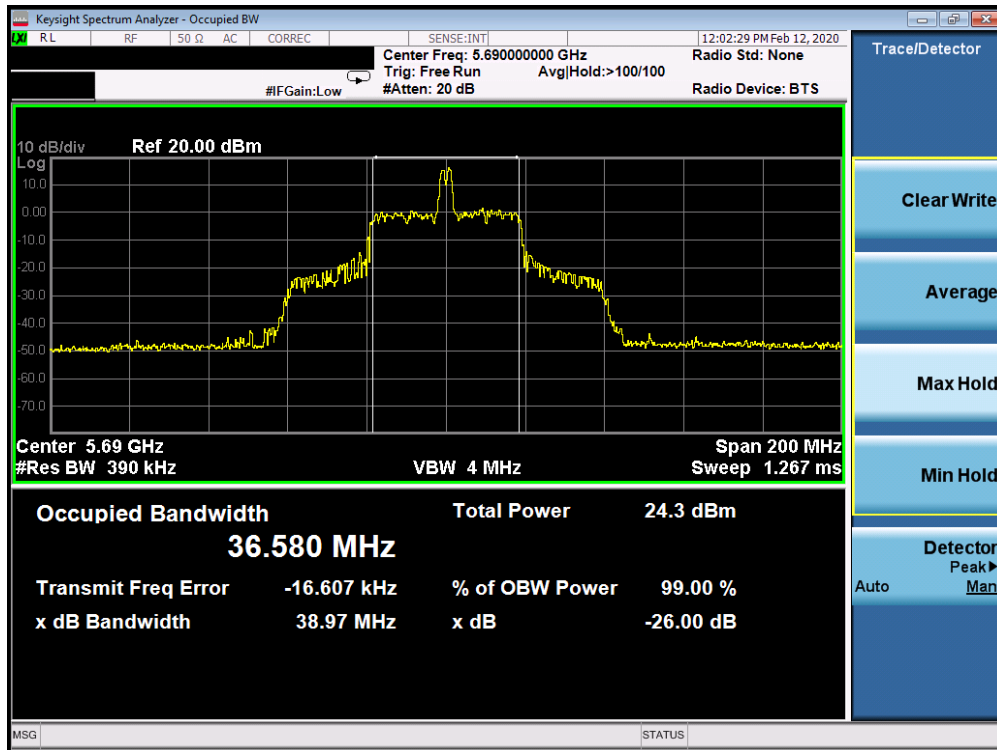 Keysight Spectrum Analyzer - Occupied BW
LXI RL RF 50 Ω AC CORREC SENSE:INT 12:02:29 PM Feb 12, 2020
Center Freq: 5.690000000 GHz Radio Std: None
Trig: Free Run Avg|Hold:>100/100
#IFGain:Low #Atten: 20 dB Radio Device: BTS
Trace/Detector
10 dB/div Ref 20.00 dBm
Log
10.0
0.00
-10.0
-20.0
-30.0
-40.0
-50.0
-60.0
-70.0
Center 5.69 GHz Span 200 MHz
#Res BW 390 kHz VBW 4 MHz Sweep 1.267 ms
Occupied Bandwidth Total Power 24.3 dBm
36.580 MHz
Transmit Freq Error -16.607 kHz % of OBW Power 99.00 %
x dB Bandwidth 38.97 MHz x dB -26.00 dB
Clear Write
Average
Max Hold
Min Hold
Detector
Peak▶
Auto Man
MSG STATUS